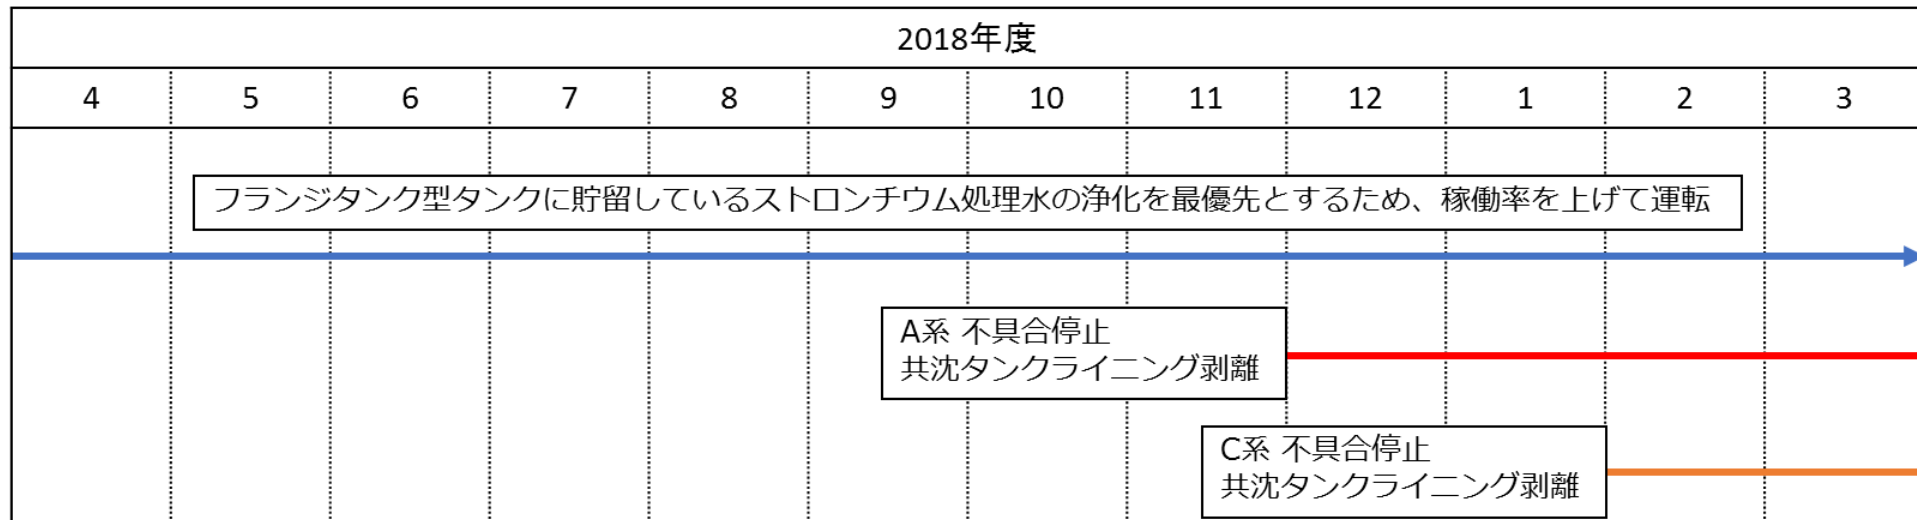 2018年度
4 5 6 7 8 9 10 11 12 1 2 3
フランジタンク型タンクに貯留しているストロンチウム処理水の浄化を最優先とするため、稼働率を上げて運転
A系 不具合停止
共沈タンクライニング剥離
C系 不具合停止
共沈タンクライニング剥離